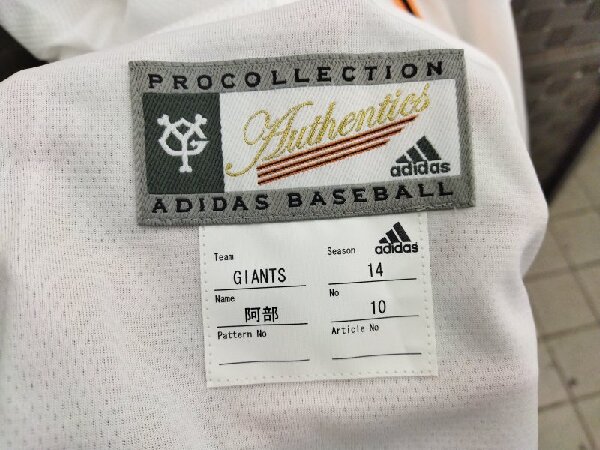 PROCOLLECTION
YG
Authentics
adidas
ADIDAS BASEBALL
adidas
Team GIANTS Season 14
Name 阿部 No 10
Pattern No Article No